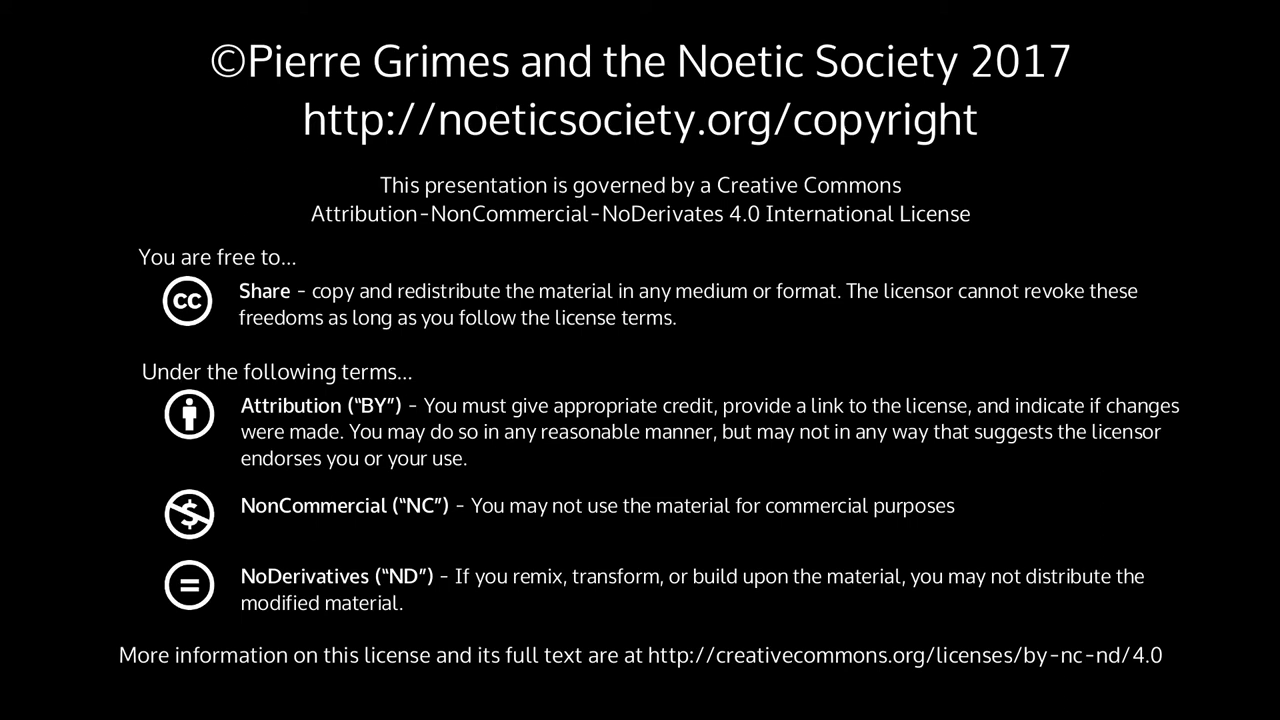 ©Pierre Grimes and the Noetic Society 2017
http://noeticsociety.org/copyright
This presentation is governed by a Creative Commons
Attribution-NonCommercial-NoDerivates 4.0 International License
You are free to...
cc
Share - copy and redistribute the material in any medium or format. The licensor cannot revoke these
freedoms as long as you follow the license terms.
Under the following terms...
Attribution (“BY”) - You must give appropriate credit, provide a link to the license, and indicate if changes
were made. You may do so in any reasonable manner, but may not in any way that suggests the licensor
endorses you or your use.
$
NonCommercial (“NC”) - You may not use the material for commercial purposes
=
NoDerivatives (“ND”) - If you remix, transform, or build upon the material, you may not distribute the
modified material.
More information on this license and its full text are at http://creativecommons.org/licenses/by-nc-nd/4.0